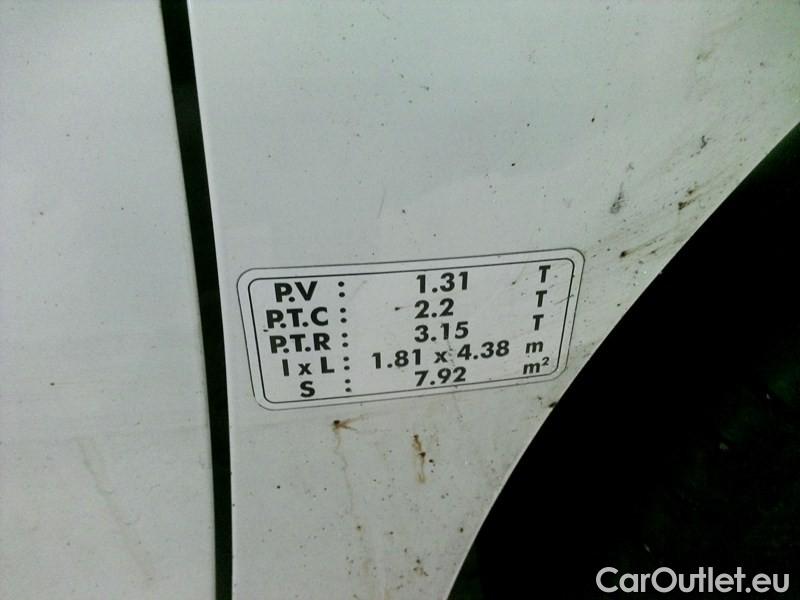 P.V : 1.31 T
P.T.C : 2.2 T
P.T.R : 3.15 T
l x L : 1.81 x 4.38 m
S : 7.92 m²
CarOutlet.eu